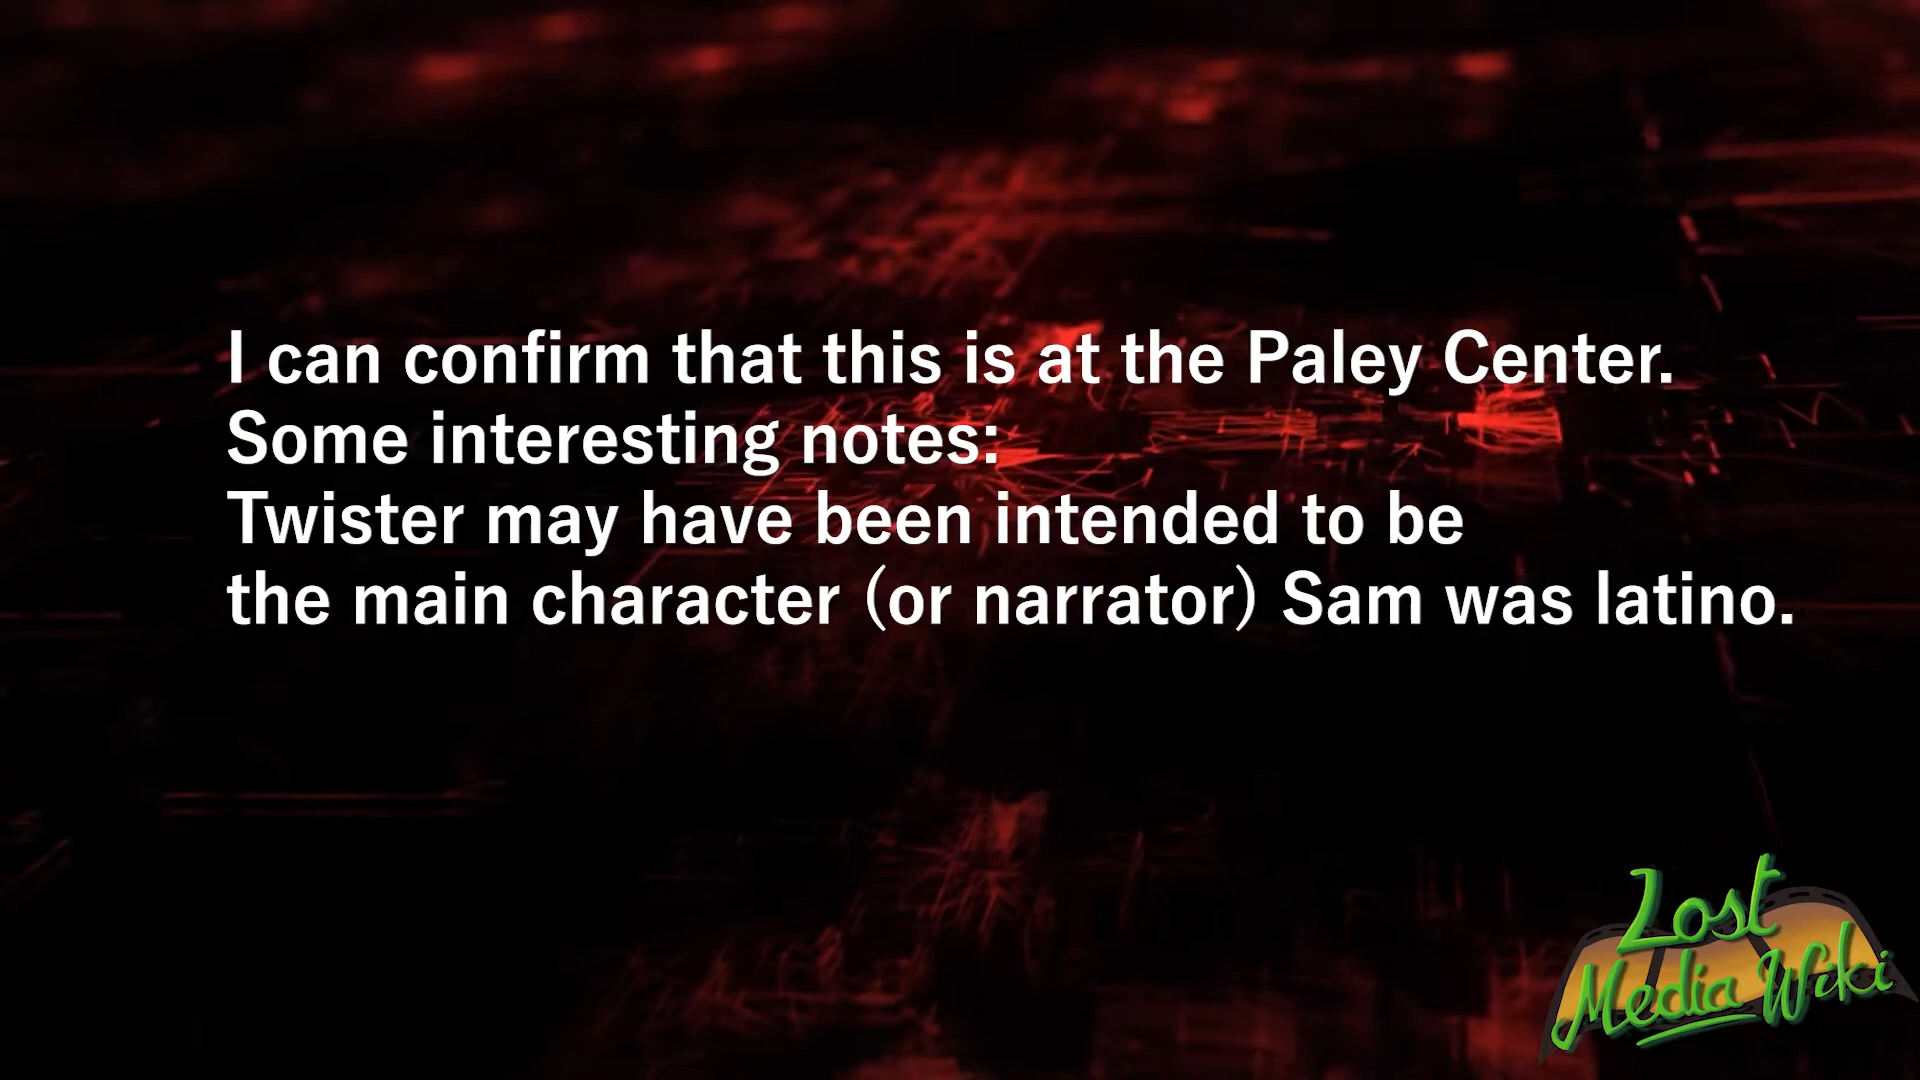 I can confirm that this is at the Paley Center.
Some interesting notes:
Twister may have been intended to be
the main character (or narrator) Sam was latino.
Lost
Media Wiki